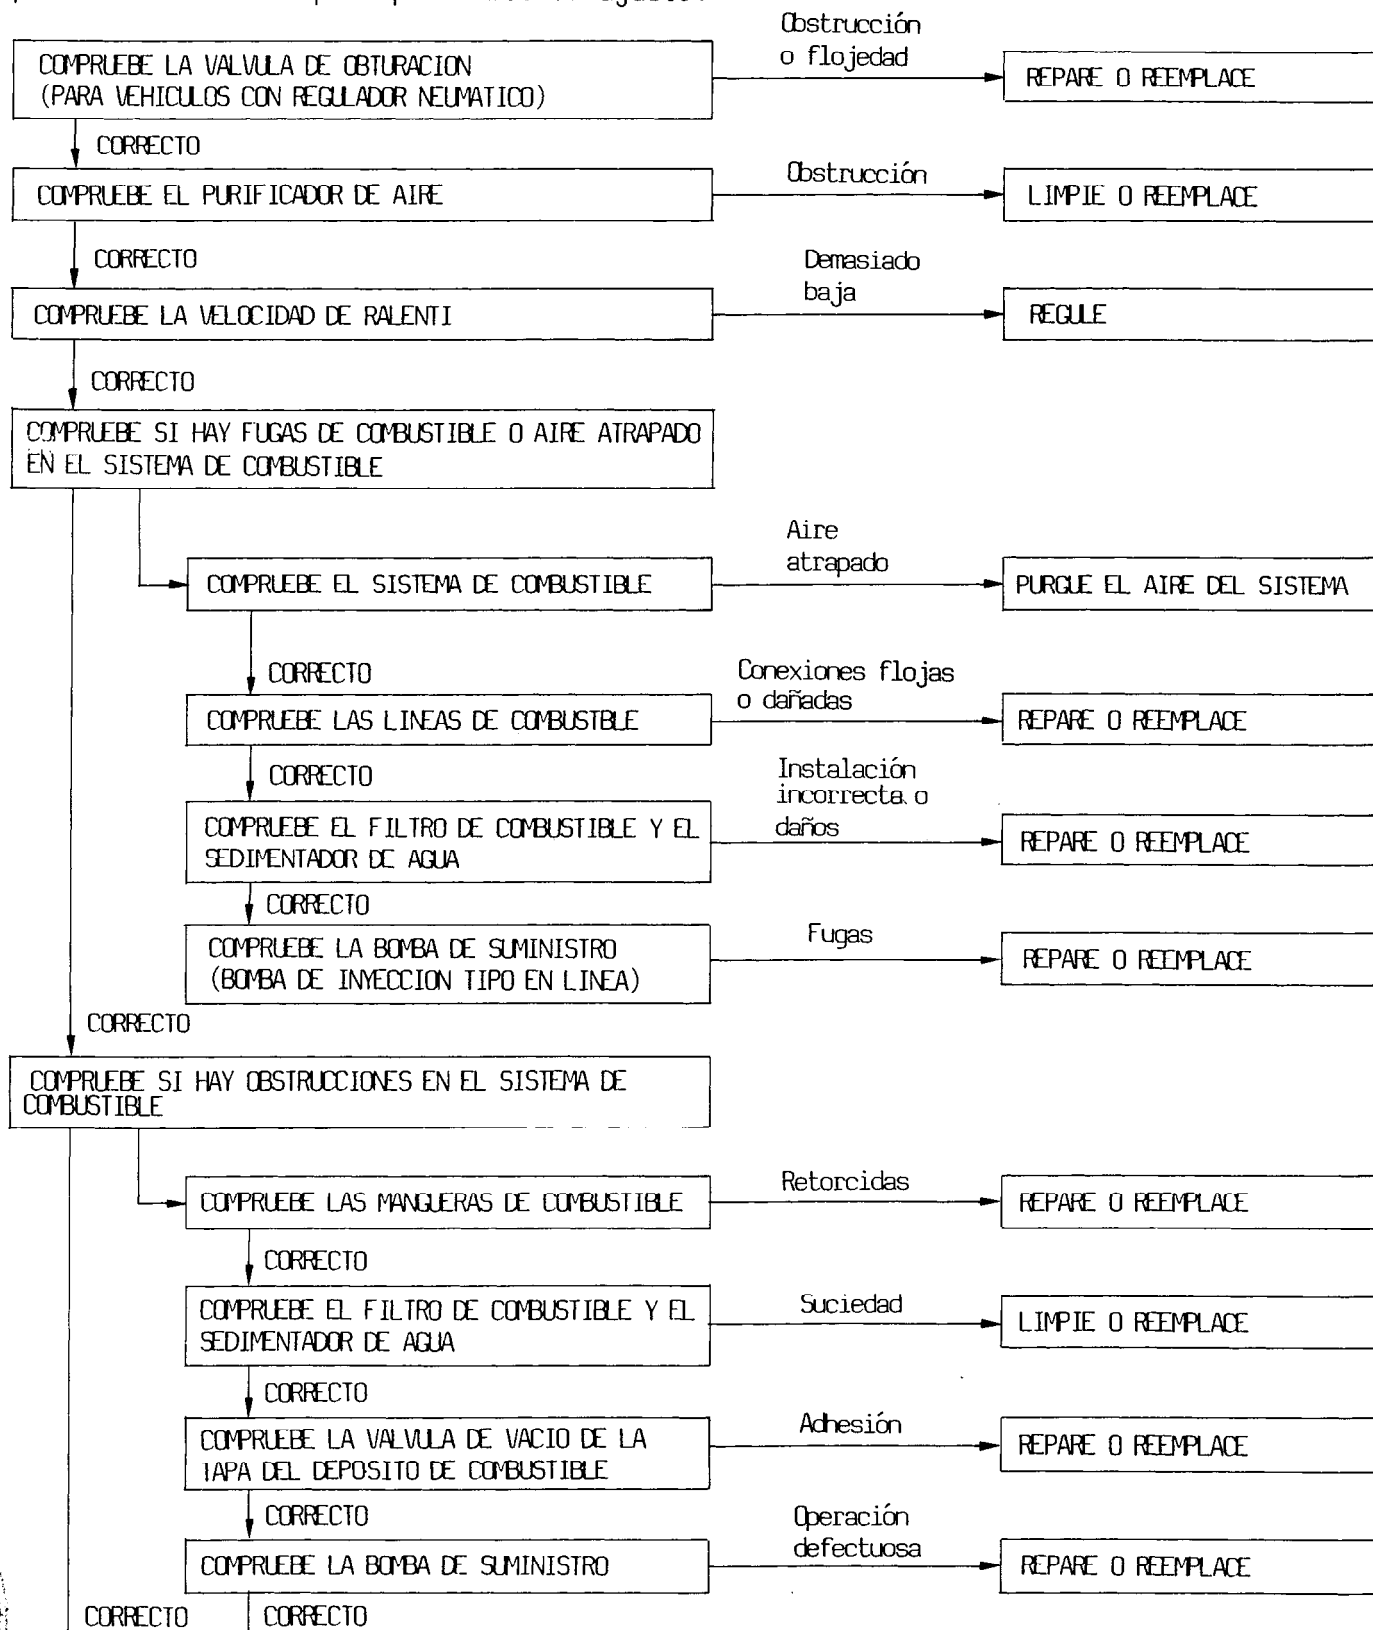 Obstrucción
o flojedad
COMPRUEBE LA VALVULA DE OBTURACION
(PARA VEHICULOS CON REGULADOR NEUMATICO)
REPARE O REEMPLACE
CORRECTO
COMPRUEBE EL PURIFICADOR DE AIRE
Obstrucción
LIMPIE O REEMPLACE
CORRECTO
Demasiado
baja
COMPRUEBE LA VELOCIDAD DE RALENTI
REGULE
CORRECTO
COMPRUEBE SI HAY FUGAS DE COMBUSTIBLE O AIRE ATRAPADO
EN EL SISTEMA DE COMBUSTIBLE
Aire
atrapado
COMPRUEBE EL SISTEMA DE COMBUSTIBLE
PURGUE EL AIRE DEL SISTEMA
CORRECTO
Conexiones flojas
o dañadas
COMPRUEBE LAS LINEAS DE COMBUSTBLE
REPARE O REEMPLACE
CORRECTO
Instalación
incorrecta o
daños
COMPRUEBE EL FILTRO DE COMBUSTIBLE Y EL
SEDIMENTADOR DE AGUA
REPARE O REEMPLACE
CORRECTO
COMPRUEBE LA BOMBA DE SUMINISTRO
(BOMBA DE INYECCION TIPO EN LINEA)
Fugas
REPARE O REEMPLACE
CORRECTO
COMPRUEBE SI HAY OBSTRUCCIONES EN EL SISTEMA DE
COMBUSTIBLE
COMPRUEBE LAS MANGUERAS DE COMBUSTIBLE
Retorcidas
REPARE O REEMPLACE
CORRECTO
COMPRUEBE EL FILTRO DE COMBUSTIBLE Y EL
SEDIMENTADOR DE AGUA
Suciedad
LIMPIE O REEMPLACE
CORRECTO
COMPRUEBE LA VALVULA DE VACIO DE LA
TAPA DEL DEPOSITO DE COMBUSTIBLE
Adhesión
REPARE O REEMPLACE
CORRECTO
Operación
defectuosa
COMPRUEBE LA BOMBA DE SUMINISTRO
REPARE O REEMPLACE
CORRECTO
CORRECTO